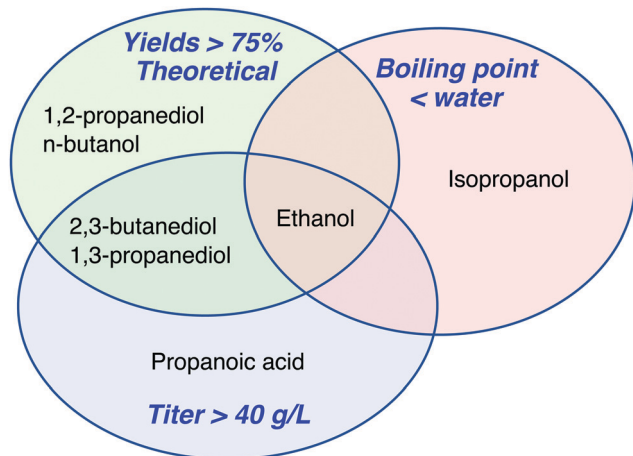 Yields > 75%
Theoretical
Boiling point
< water
1,2-propanediol
n-butanol
Isopropanol
2,3-butanediol
1,3-propanediol
Ethanol
Propanoic acid
Titer > 40 g/L